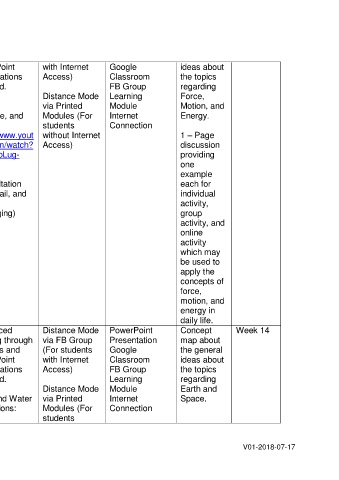 Point
ations
d.
e, and
www.yout
m/watch?
oLug-
tation
ail, and
ging)
with Internet
Access)
Distance Mode
via Printed
Modules (For
students
without Internet
Access)
Google
Classroom
FB Group
Learning
Module
Internet
Connection
ideas about
the topics
regarding
Force,
Motion, and
Energy.
1 – Page
discussion
providing
one
example
each for
individual
activity,
group
activity, and
online
activity
which may
be used to
apply the
concepts of
force,
motion, and
energy in
daily life.
ced
g through
s and
Point
ations
d.
nd Water
ions:
Distance Mode
via FB Group
(For students
with Internet
Access)
Distance Mode
via Printed
Modules (For
students
PowerPoint
Presentation
Google
Classroom
FB Group
Learning
Module
Internet
Connection
Concept
map about
the general
ideas about
the topics
regarding
Earth and
Space.
Week 14
V01-2018-07-17